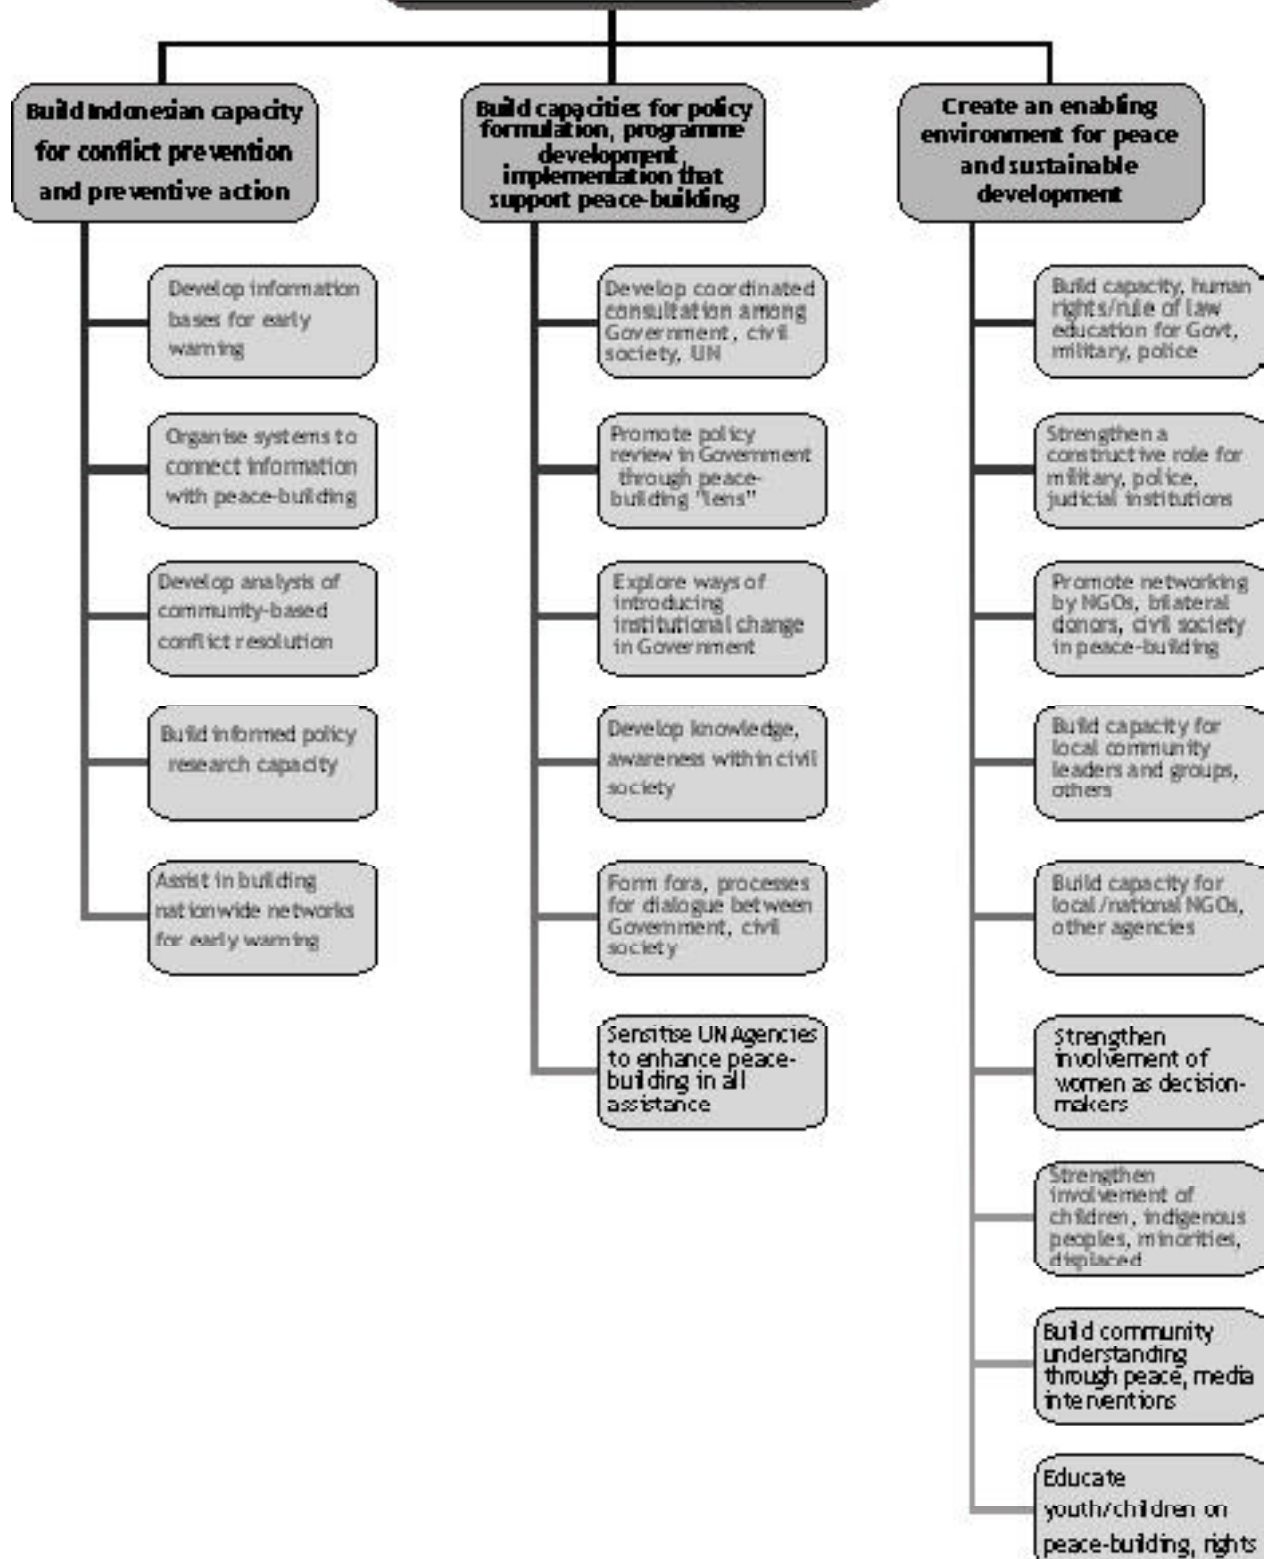 Build Indonesian capacity
for conflict prevention
and preventive action
Develop information
bases for early
warning
Organise systems to
connect information
with peace-building
Develop analysis of
community-based
conflict resolution
Build informed policy
research capacity
Assist in building
nationwide networks
for early warning
Build capacities for policy
formulation, programme
development,
implementation that
support peace-building
Develop coordinated
consultation among
Government, civil
society, UN
Promote policy
review in Government
through peace-
building "lens"
Explore ways of
introducing
institutional change
in Government
Develop knowledge,
awareness within civil
society
Form fora, processes
for dialogue between
Government, civil
society
Sensitise UN Agencies
to enhance peace-
building in all
assistance
Create an enabling
environment for peace
and sustainable
development
Build capacity, human
rights/rule of law
education for Govt,
military, police
Strengthen a
constructive role for
military, police,
judicial institutions
Promote networking
by NGOs, bilateral
donors, civil society
in peace-building
Build capacity for
local community
leaders and groups,
others
Build capacity for
local/national NGOs,
other agencies
Strengthen
involvement of
women as decision-
makers
Strengthen
involvement of
children, indigenous
peoples, minorities,
displaced
Build community
understanding
through peace, media
interventions
Educate
youth/children on
peace-building, rights